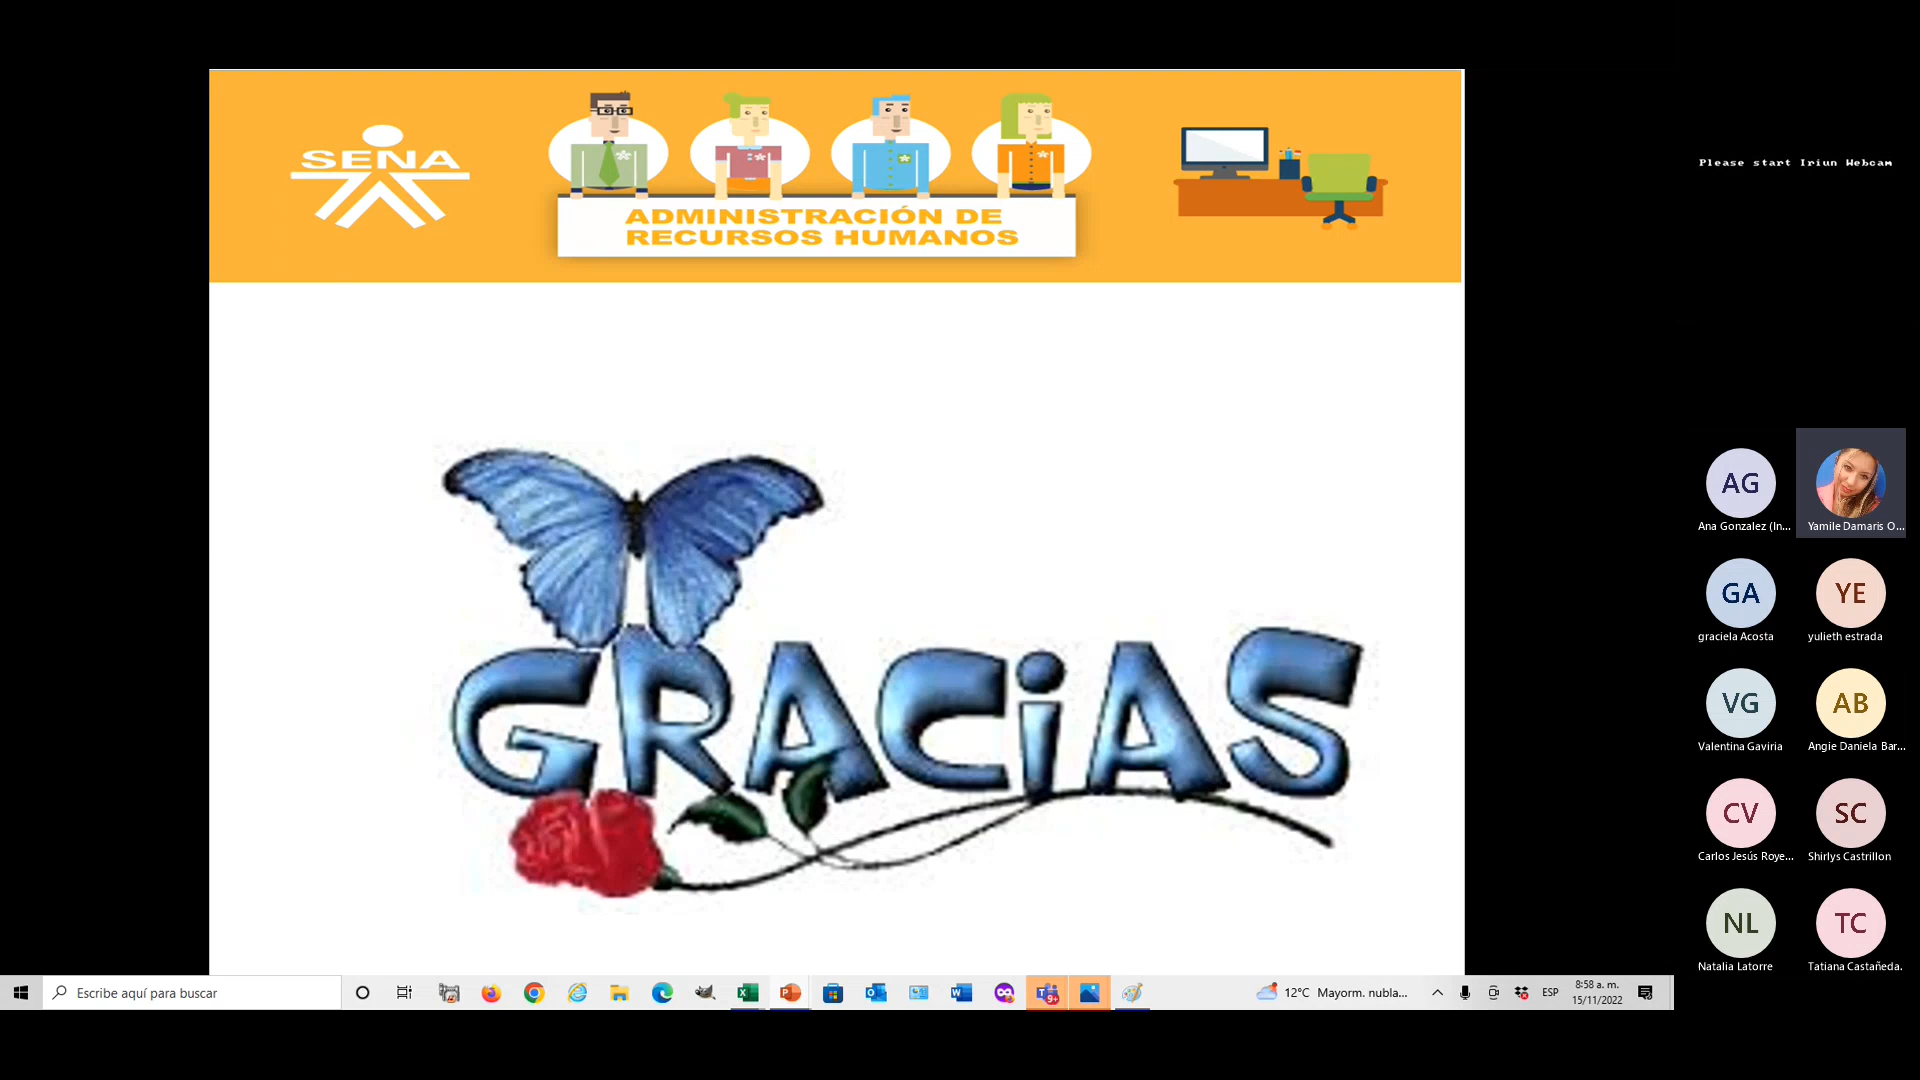 SENA
ADMINISTRACIÓN DE
RECURSOS HUMANOS
GRACiAS
Please start Iriun Webcam
AG
Ana Gonzalez (In...
Yamile Damaris O...
GA
graciela Acosta
YE
yulieth estrada
VG
Valentina Gaviria
AB
Angie Daniela Bar...
CV
Carlos Jesús Roye...
SC
Shirlys Castrillon
NL
Natalia Latorre
TC
Tatiana Castañeda.
Escribe aquí para buscar
9+
12°C Mayorm. nubla...
ESP
8:58 a. m.
15/11/2022